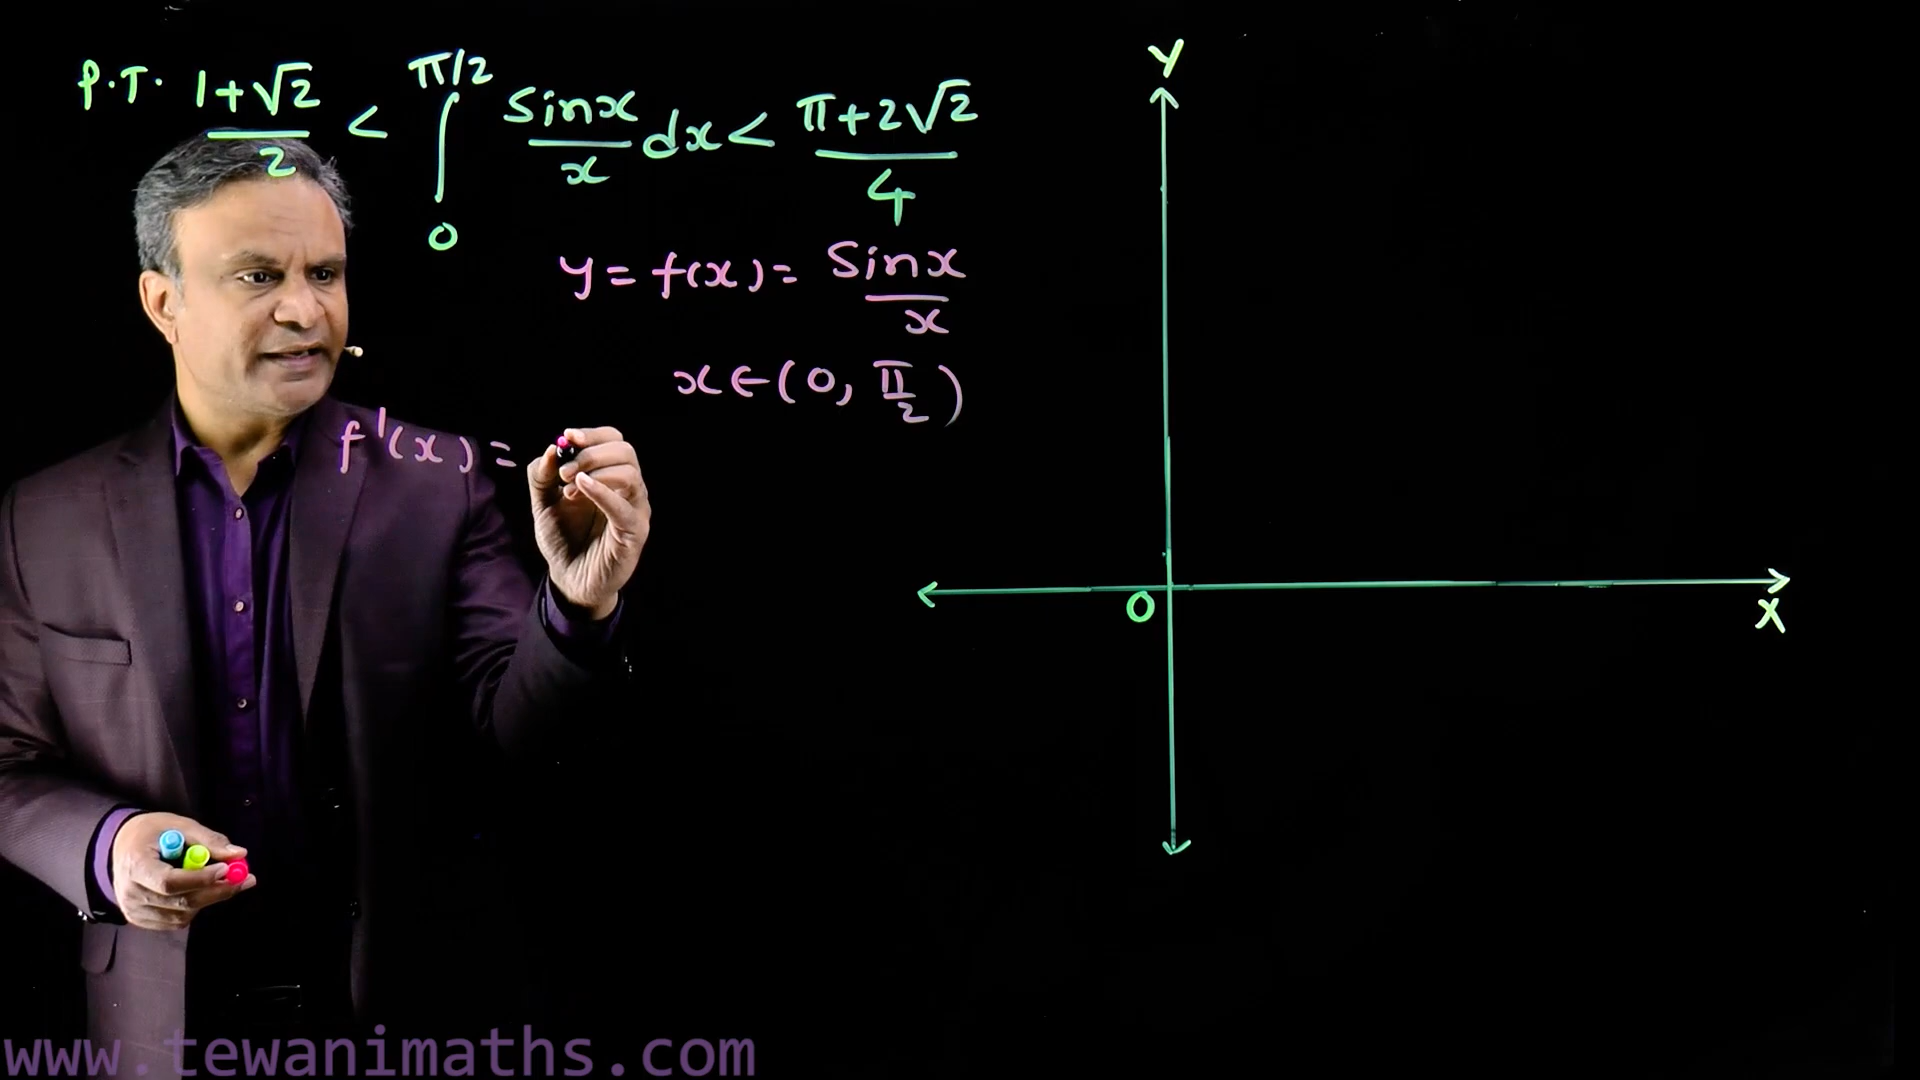 P.T. (1+√2)/2 < ∫₀^(π/2) (sinx)/x dx < (π+2√2)/4
y = f(x) = (sinx)/x
x∈(0, π/2)
f'(x) =
Y
O
X
www.tewanimaths.com